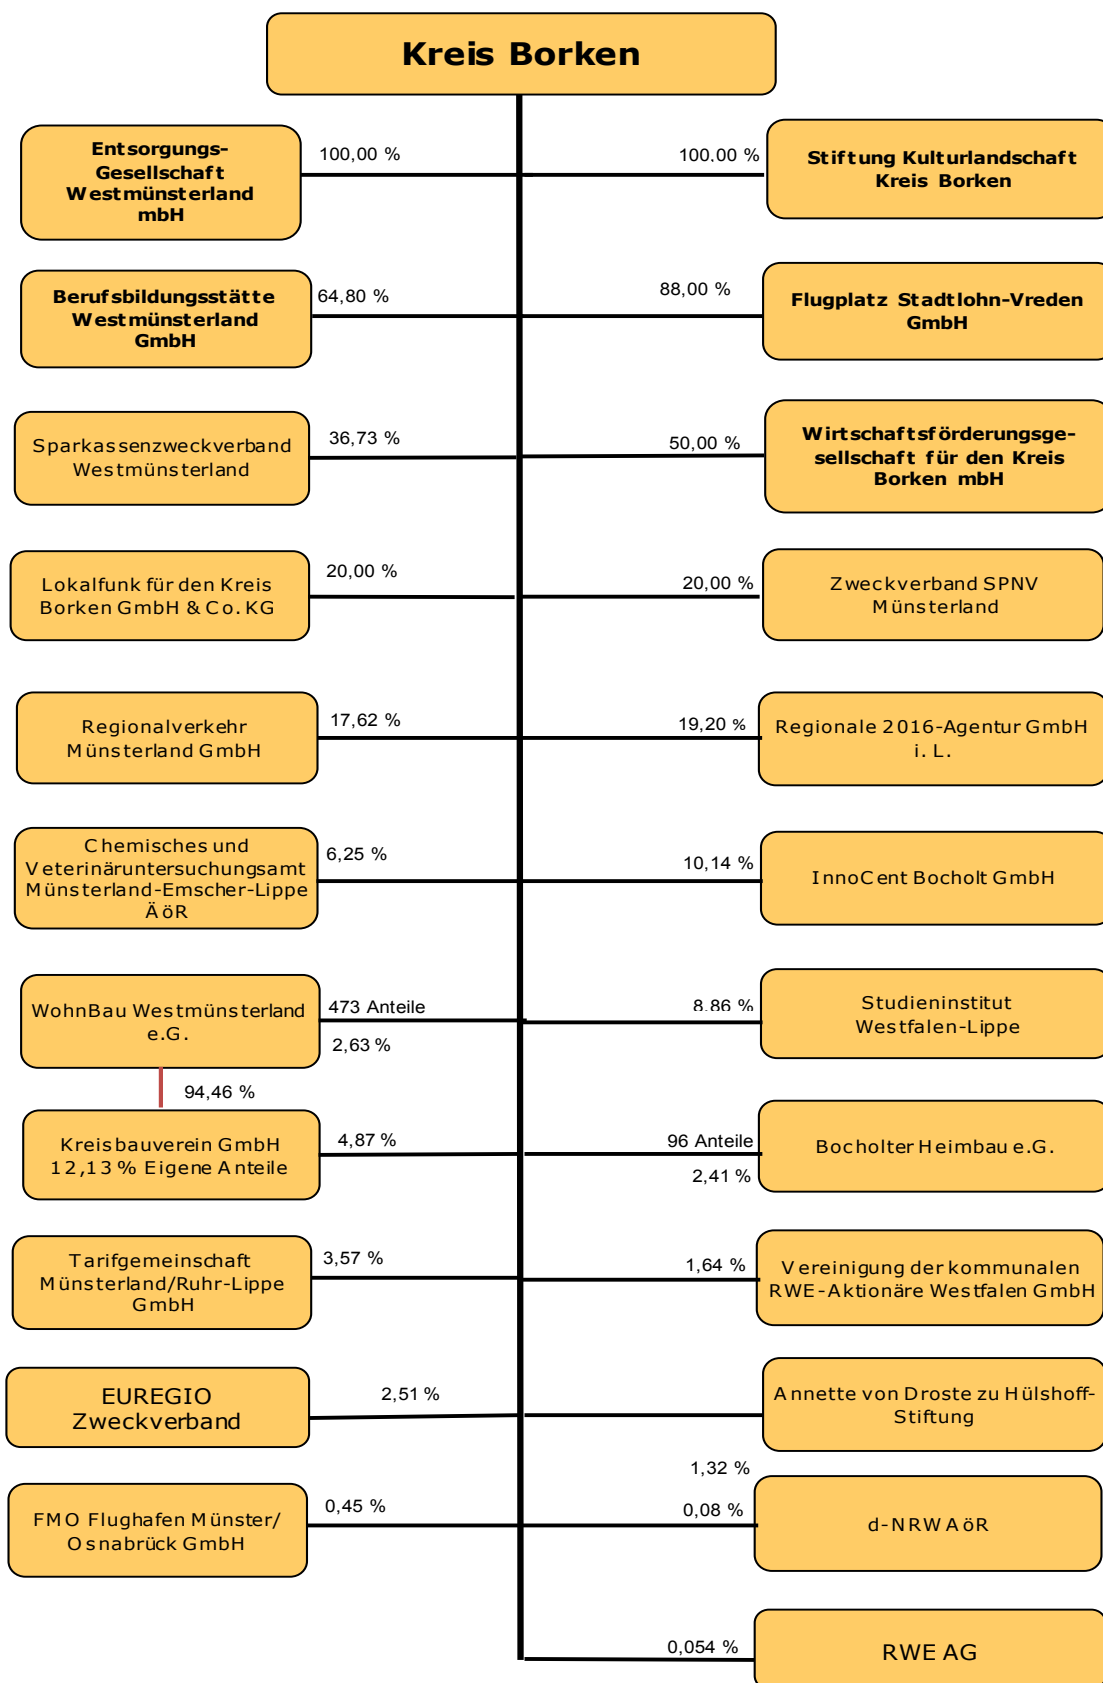 Kreis Borken
Entsorgungs-
Gesellschaft
Westmünsterland
mbH
100,00 %
100,00 %
Stiftung Kulturlandschaft
Kreis Borken
Berufsbildungsstätte
Westmünsterland
GmbH
64,80 %
88,00 %
Flugplatz Stadtlohn-Vreden
GmbH
Sparkassenzweckverband
Westmünsterland
36,73 %
50,00 %
Wirtschaftsförderungsge-
sellschaft für den Kreis
Borken mbH
Lokalfunk für den Kreis
Borken GmbH & Co. KG
20,00 %
20,00 %
Zweckverband SPNV
Münsterland
Regionalverkehr
Münsterland GmbH
17,62 %
19,20 %
Regionale 2016-Agentur GmbH
i. L.
Chemisches und
Veterinäruntersuchungsamt
Münsterland-Emscher-Lippe
AöR
6,25 %
10,14 %
InnoCent Bocholt GmbH
WohnBau Westmünsterland
e.G.
473 Anteile
2,63 %
8,86 %
Studieninstitut
Westfalen-Lippe
94,46 %
Kreisbauverein GmbH
12,13 % Eigene Anteile
4,87 %
96 Anteile
2,41 %
Bocholter Heimbau e.G.
Tarifgemeinschaft
Münsterland/Ruhr-Lippe
GmbH
3,57 %
1,64 %
Vereinigung der kommunalen
RWE-Aktionäre Westfalen GmbH
EUREGIO
Zweckverband
2,51 %
Annette von Droste zu Hülshoff-
Stiftung
1,32 %
FMO Flughafen Münster/
Osnabrück GmbH
0,45 %
0,08 %
d-NRW AöR
0,054 %
RWE AG